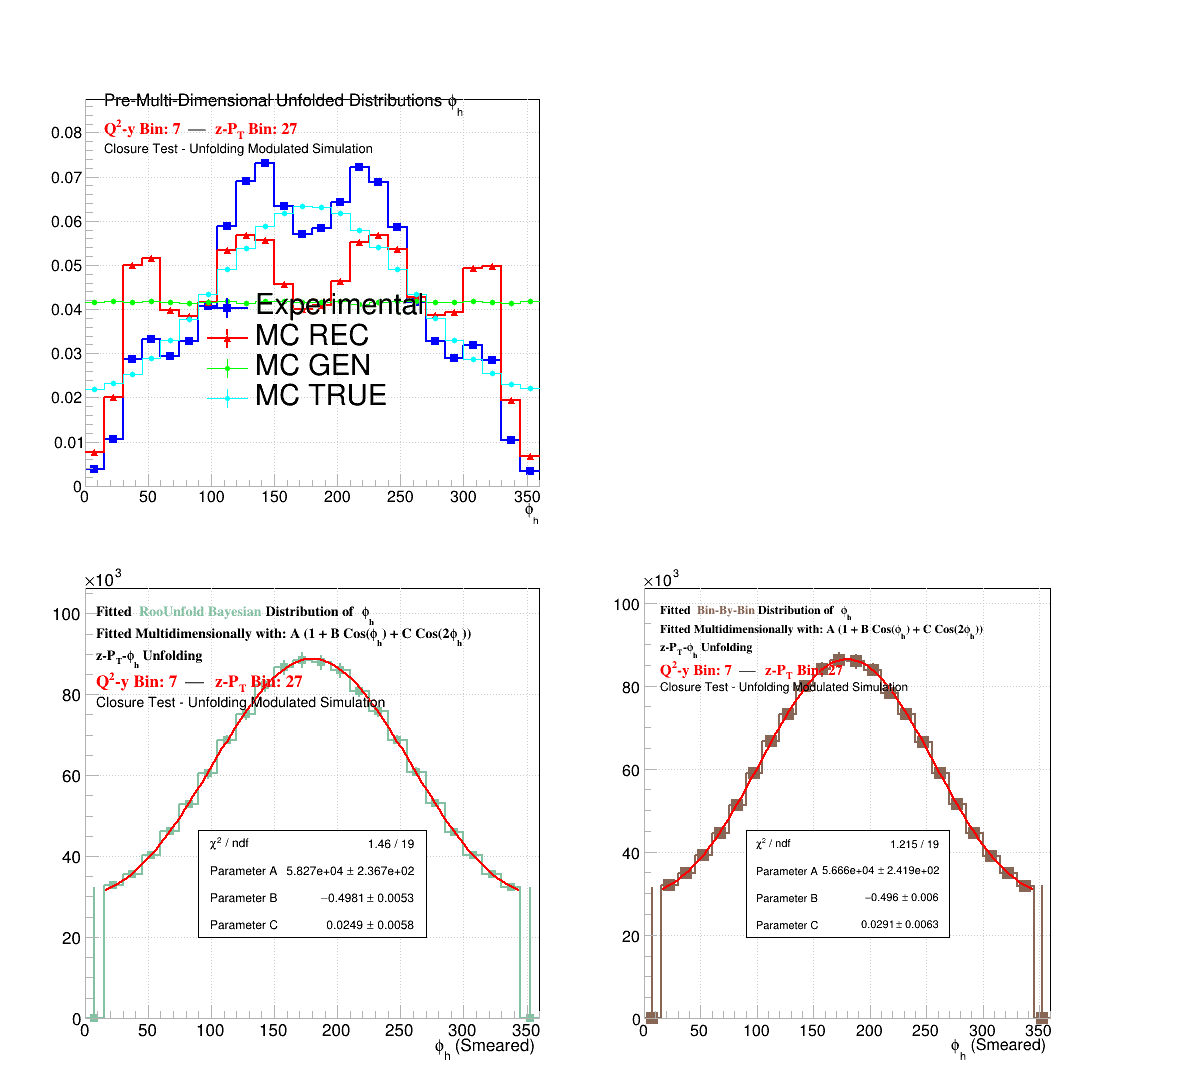 Pre-Multi-Dimensional Unfolded Distributions ϕh
Q2-y Bin: 7 — z-PT Bin: 27
Closure Test - Unfolding Modulated Simulation
0.08
0.07
0.06
0.05
0.04
0.03
0.02
0.01
0
Experimental
MC REC
MC GEN
MC TRUE
0 50 100 150 200 250 300 350
ϕh
×103
Fitted RooUnfold Bayesian Distribution of ϕh
Fitted Multidimensionally with: A (1 + B Cos(ϕh) + C Cos(2ϕh))
z-PT-ϕh Unfolding
Q2-y Bin: 7 — z-PT Bin: 27
Closure Test - Unfolding Modulated Simulation
100
80
60
40
20
0
χ2 / ndf 1.46 / 19
Parameter A 5.827e+04 ± 2.367e+02
Parameter B −0.4981 ± 0.0053
Parameter C 0.0249 ± 0.0058
0 50 100 150 200 250 300 350
ϕh (Smeared)
×103
Fitted Bin-By-Bin Distribution of ϕh
Fitted Multidimensionally with: A (1 + B Cos(ϕh) + C Cos(2ϕh))
z-PT-ϕh Unfolding
Q2-y Bin: 7 — z-PT Bin: 27
Closure Test - Unfolding Modulated Simulation
100
80
60
40
20
0
χ2 / ndf 1.215 / 19
Parameter A 5.666e+04 ± 2.419e+02
Parameter B −0.496 ± 0.006
Parameter C 0.0291 ± 0.0063
0 50 100 150 200 250 300 350
ϕh (Smeared)